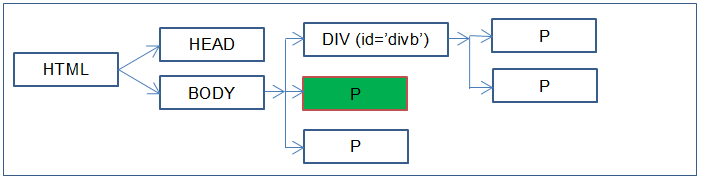 HTML
HEAD
BODY
DIV (id=’divb’)
P
P
P
P